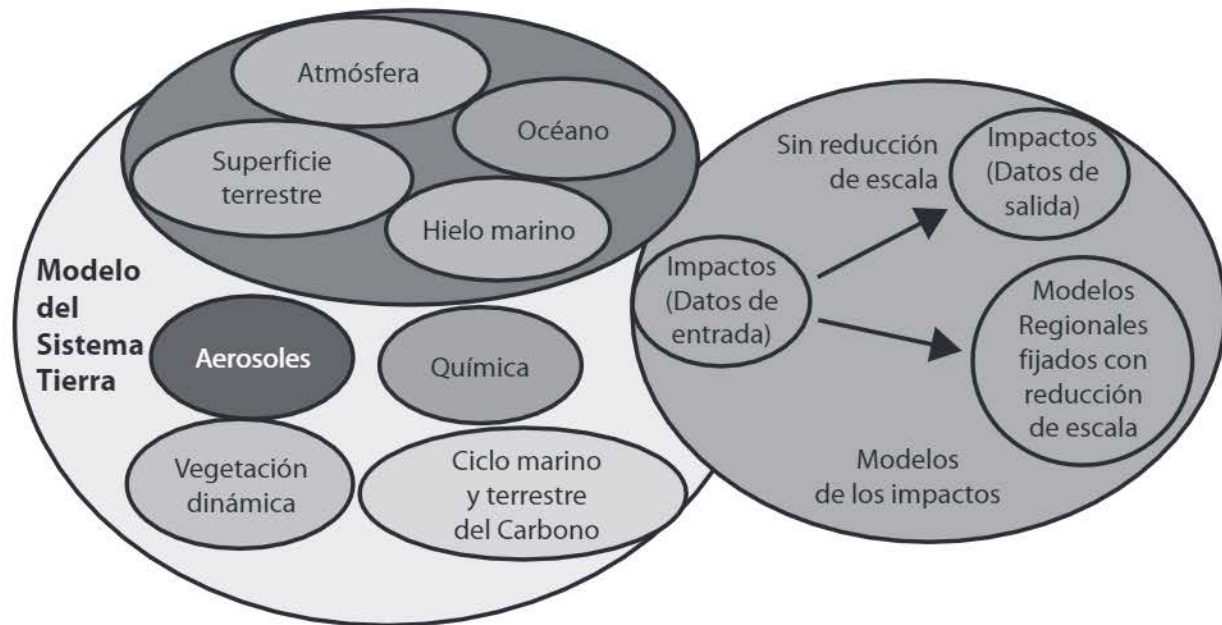 Atmósfera
Océano
Superficie
terrestre
Hielo marino
Modelo
del
Sistema
Tierra
Aerosoles
Química
Vegetación
dinámica
Ciclo marino
y terrestre
del Carbono
Impactos
(Datos de
entrada)
Sin reducción
de escala
Impactos
(Datos de
salida)
Modelos
Regionales
fijados con
reducción
de escala
Modelos
de los impactos